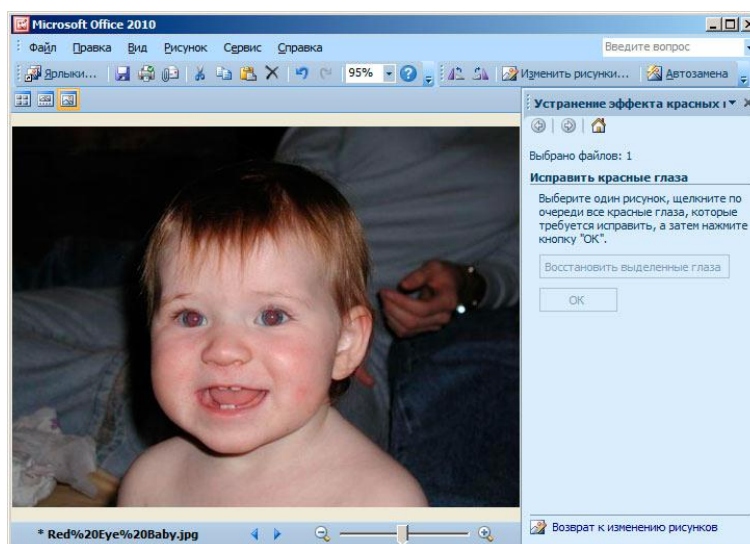 Microsoft Office 2010
Файл Правка Вид Рисунок Сервис Справка Введите вопрос
Ярлыки... 95% Изменить рисунки... Автозамена
Устранение эффекта красных
Выбрано файлов: 1
Исправить красные глаза
Выберите один рисунок, щелкните по
очереди все красные глаза, которые
требуется исправить, а затем нажмите
кнопку "ОК".
Восстановить выделенные глаза
ОК
* Red%20Eye%20Baby.jpg
Возврат к изменению рисунков